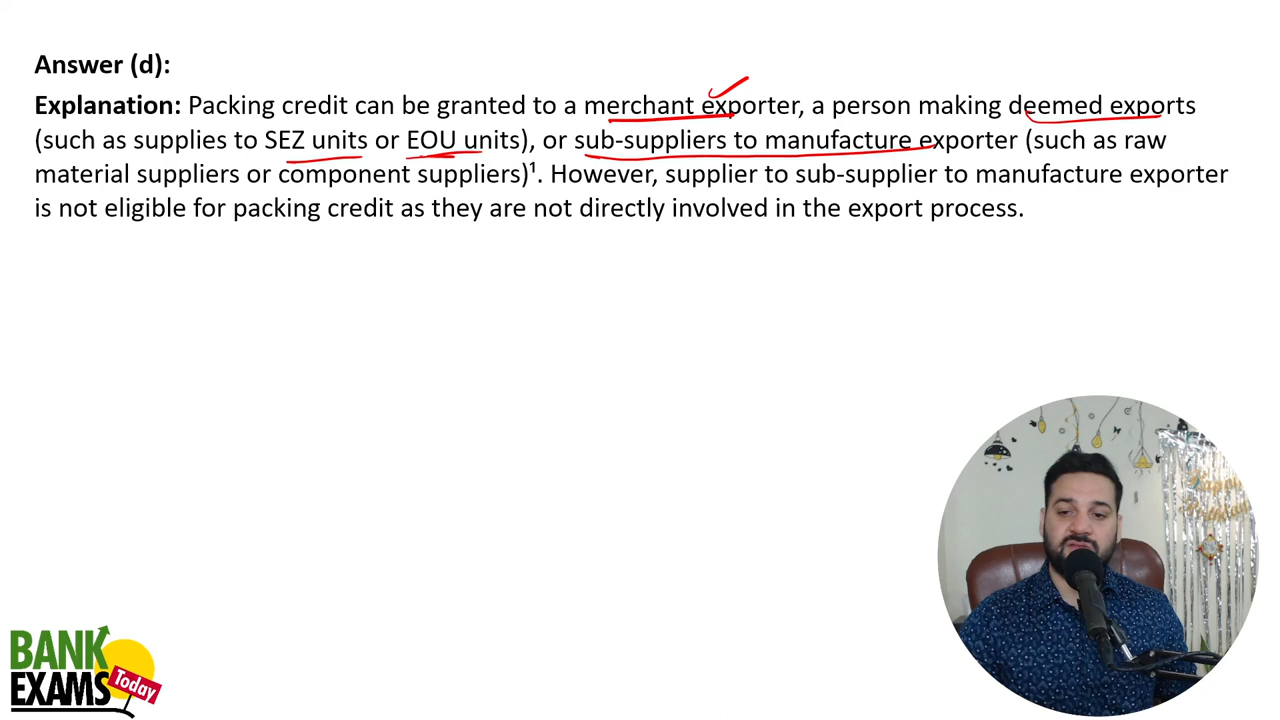 Answer (d):
Explanation: Packing credit can be granted to a merchant exporter, a person making deemed exports
(such as supplies to SEZ units or EOU units), or sub-suppliers to manufacture exporter (such as raw
material suppliers or component suppliers)¹. However, supplier to sub-supplier to manufacture exporter
is not eligible for packing credit as they are not directly involved in the export process.
BANK
EXAMS
Today